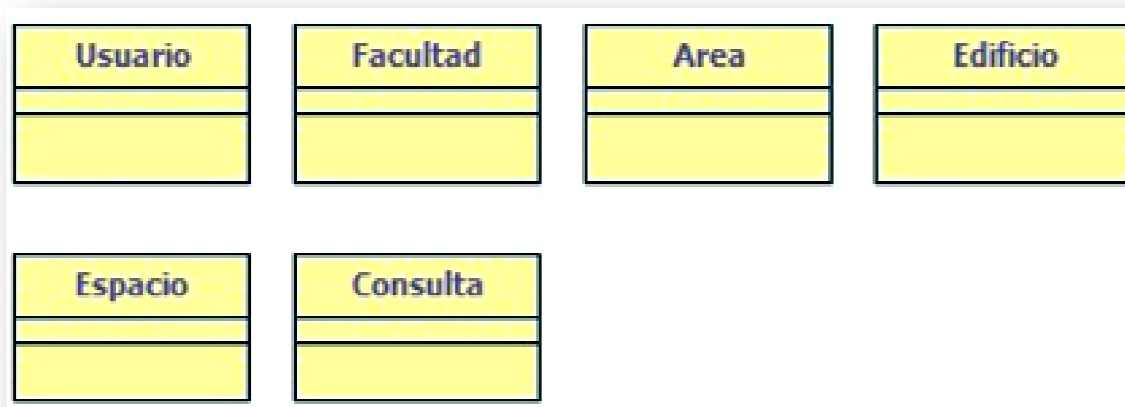 Usuario
Facultad
Area
Edificio
Espacio
Consulta